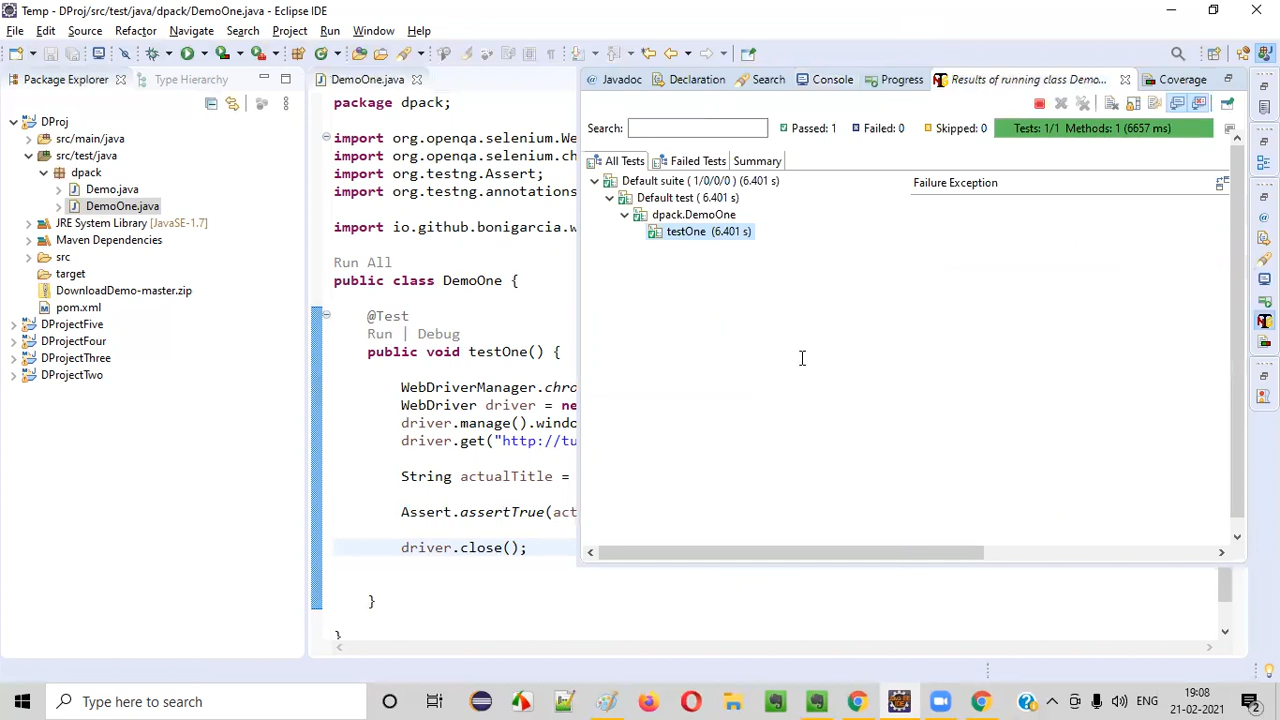 Temp - DProj/src/test/java/dpack/DemoOne.java - Eclipse IDE
File Edit Source Refactor Navigate Search Project Run Window Help
Package Explorer Type Hierarchy
DProj
src/main/java
src/test/java
dpack
Demo.java
DemoOne.java
JRE System Library [JavaSE-1.7]
Maven Dependencies
src
target
DownloadDemo-master.zip
pom.xml
DProjectFive
DProjectFour
DProjectThree
DProjectTwo
DemoOne.java
package dpack;
import org.openqa.selenium.We
import org.openqa.selenium.ch
import org.testng.Assert;
import org.testng.annotations
import io.github.bonigarcia.w
Run All
public class DemoOne {
@Test
Run | Debug
public void testOne() {
WebDriverManager.chro
WebDriver driver = ne
driver.manage().windo
driver.get("http://tu
String actualTitle =
Assert.assertTrue(act
driver.close();
}
}
Javadoc Declaration Search Console Progress Results of running class Demo... Coverage
Search: Passed: 1 Failed: 0 Skipped: 0 Tests: 1/1 Methods: 1 (6657 ms)
All Tests Failed Tests Summary
Default suite ( 1/0/0/0 ) (6.401 s)
Default test ( 6.401 s)
dpack.DemoOne
testOne (6.401 s)
Failure Exception
Type here to search
ENG
9:08
21-02-2021
2